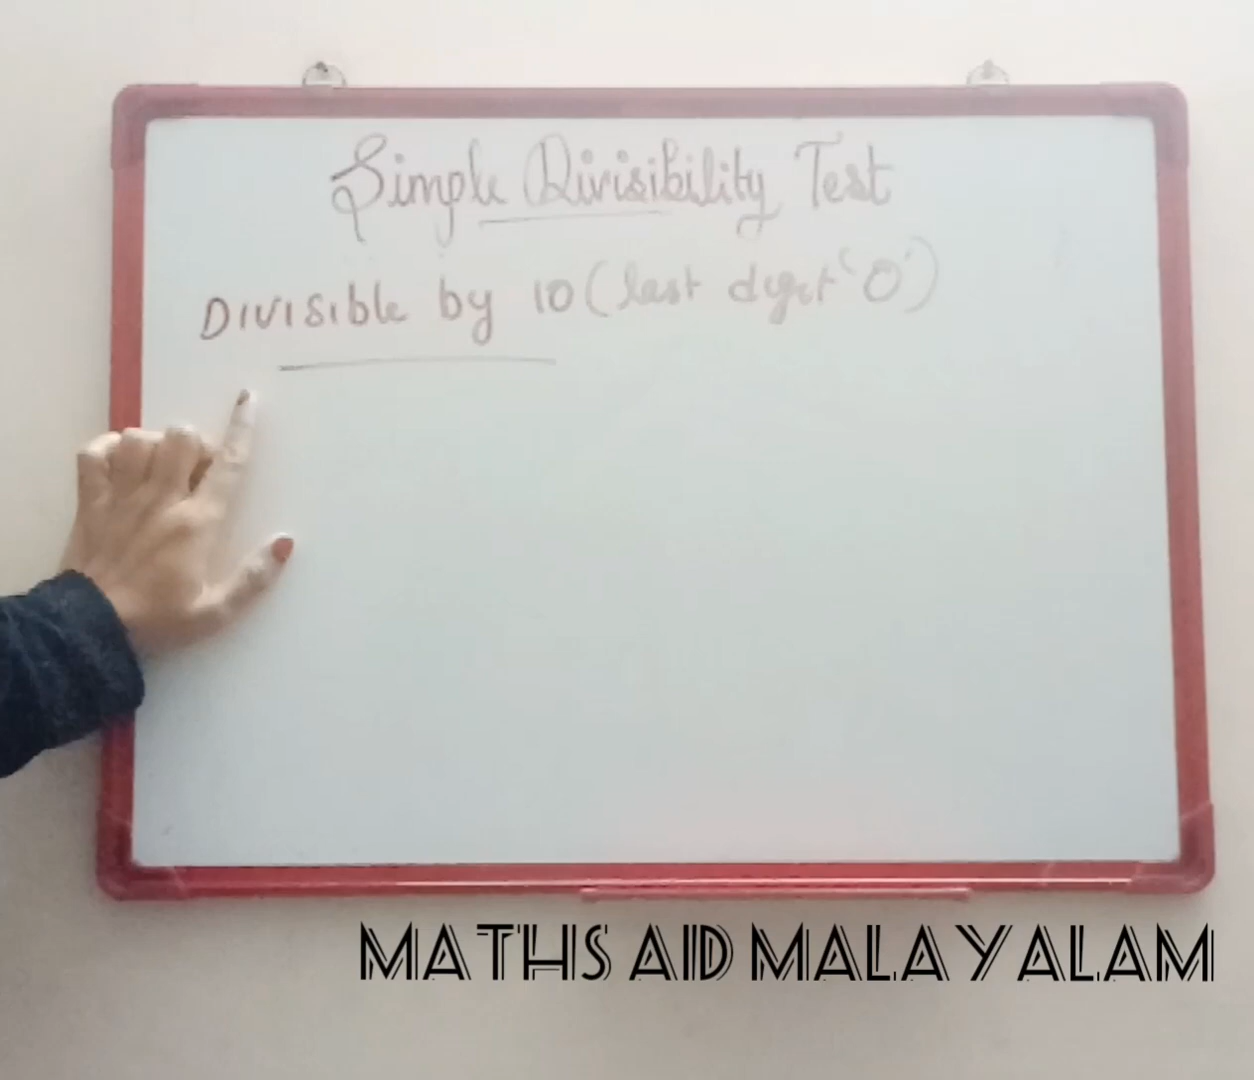 Simple Divisibility Test
Divisible by 10 (last digit '0')
MATHS AID MALAYALAM